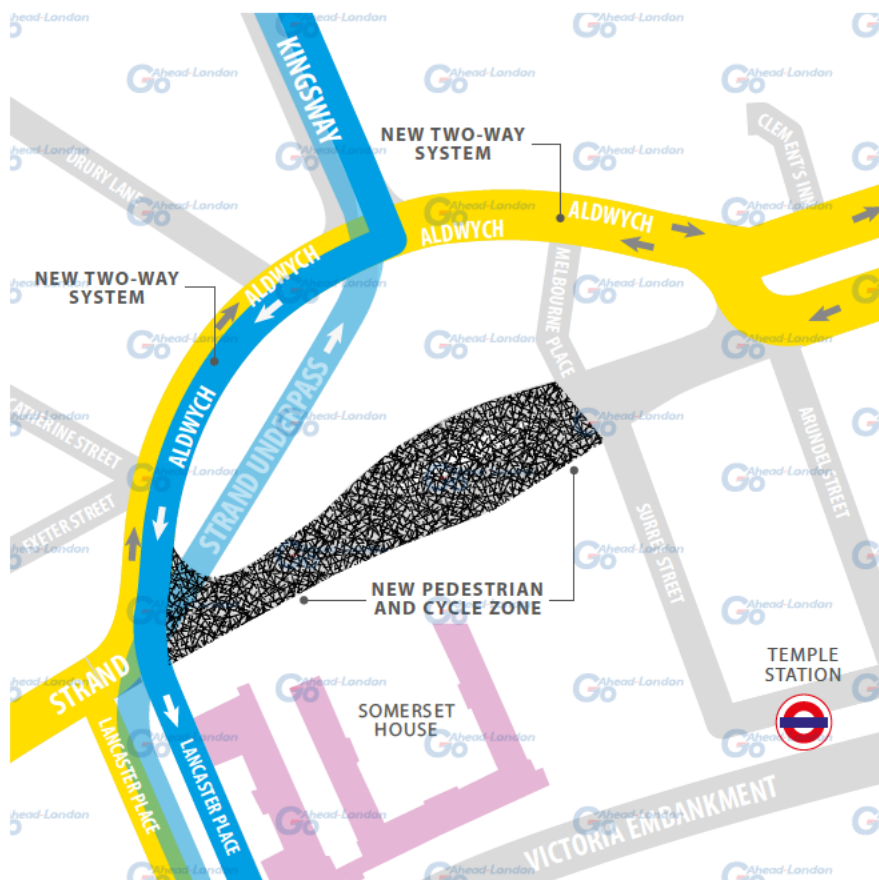 KINGSWAY
NEW TWO-WAY
SYSTEM
CLEMENT'S INN
DRURY LANE
ALDWYCH
ALDWYCH
ALDWYCH
NEW TWO-WAY
SYSTEM
MELBOURNE PLACE
STRAND UNDERPASS
ALDWYCH
CATHERINE STREET
EXETER STREET
ARUNDEL STREET
SURREY STREET
NEW PEDESTRIAN
AND CYCLE ZONE
STRAND
LANCASTER PLACE
LANCASTER PLACE
SOMERSET
HOUSE
TEMPLE
STATION
VICTORIA EMBANKMENT
Go Ahead-London